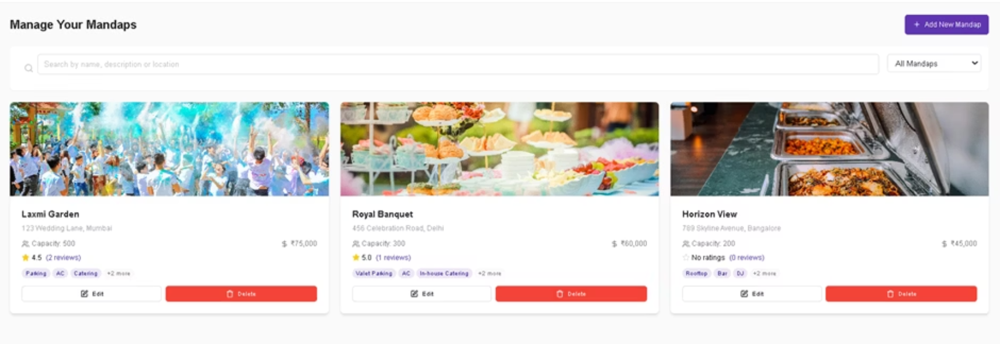 Manage Your Mandaps
+ Add New Mandap
Search by name, description or location
All Mandaps
Laxmi Garden
123 Wedding Lane, Mumbai
Capacity: 500
$ ₹75,000
4.5 (2 reviews)
Parking AC Catering +2 more
Edit
Delete
Royal Banquet
456 Celebration Road, Delhi
Capacity: 300
$ ₹60,000
5.0 (1 reviews)
Valet Parking AC In-house Catering +2 more
Edit
Delete
Horizon View
789 Skyline Avenue, Bangalore
Capacity: 200
$ ₹45,000
No ratings (0 reviews)
Rooftop Bar DJ +2 more
Edit
Delete